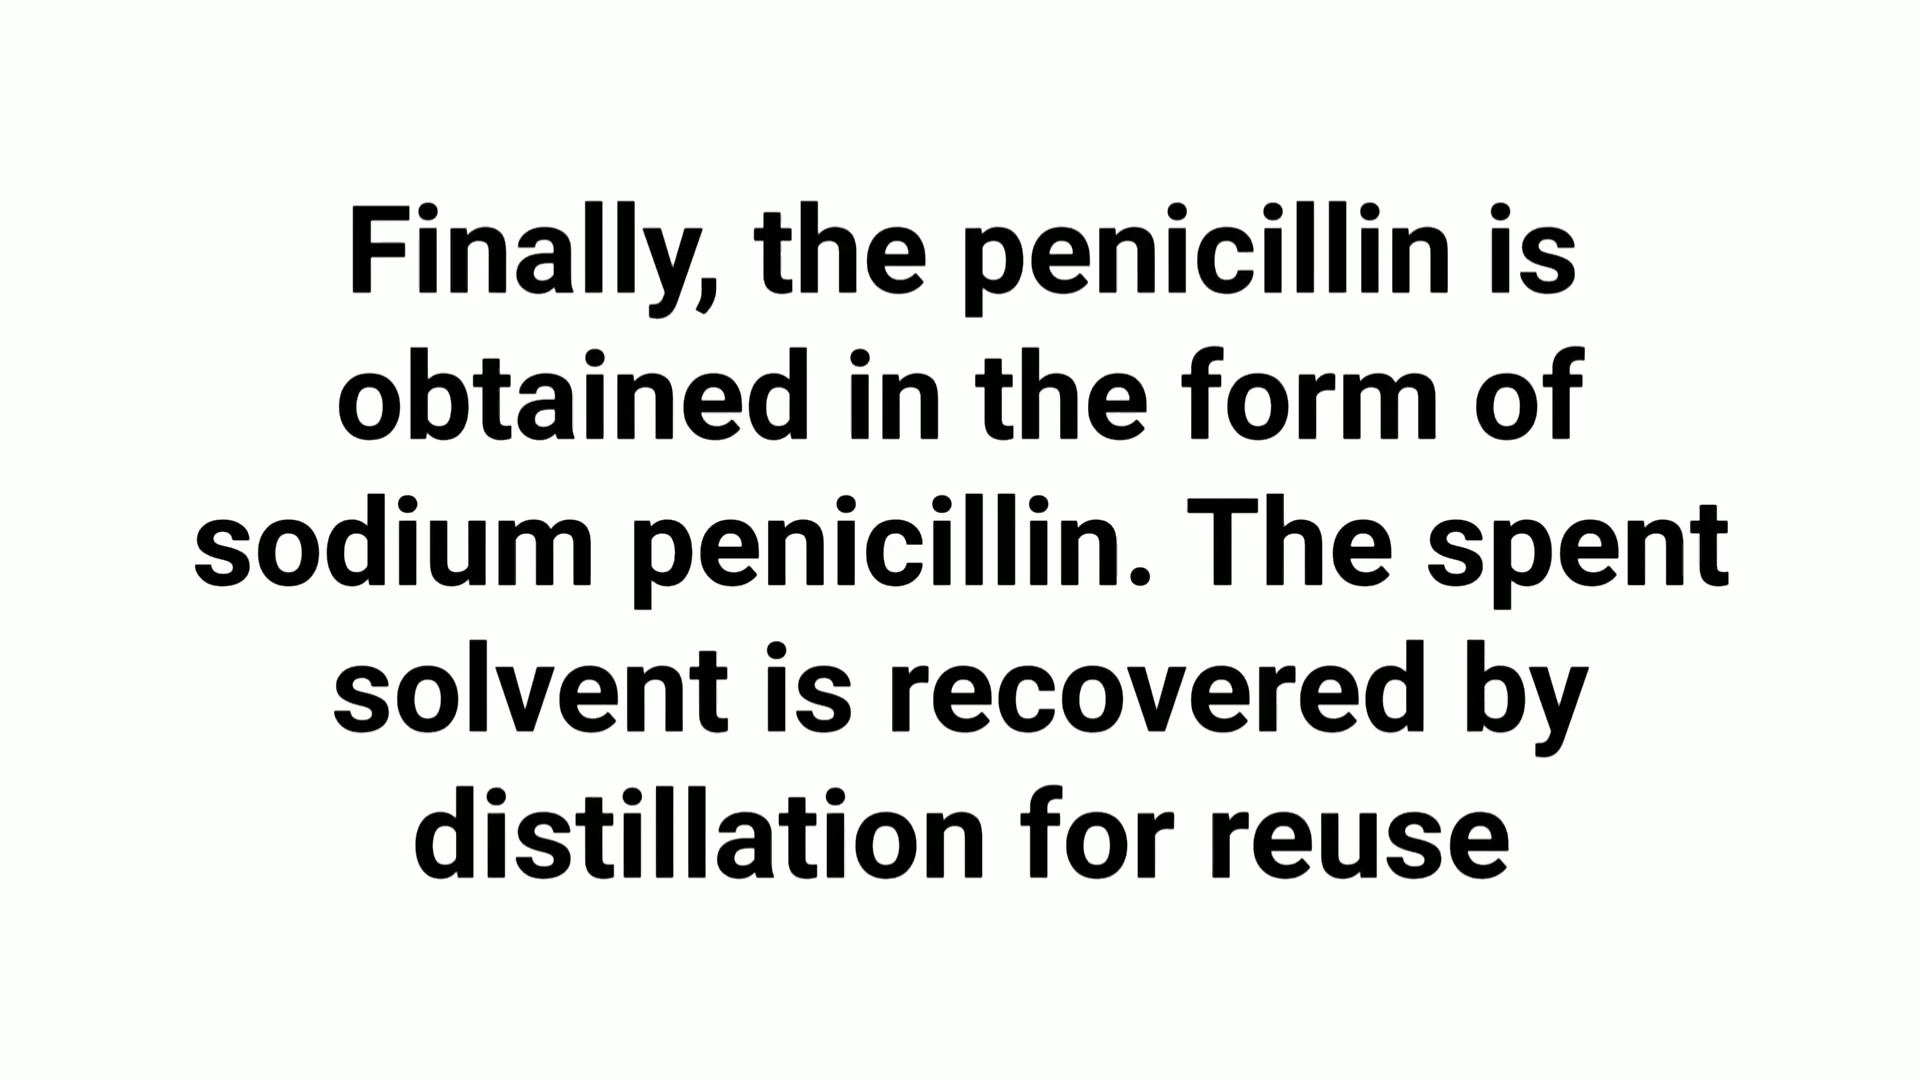 Finally, the penicillin is
obtained in the form of
sodium penicillin. The spent
solvent is recovered by
distillation for reuse